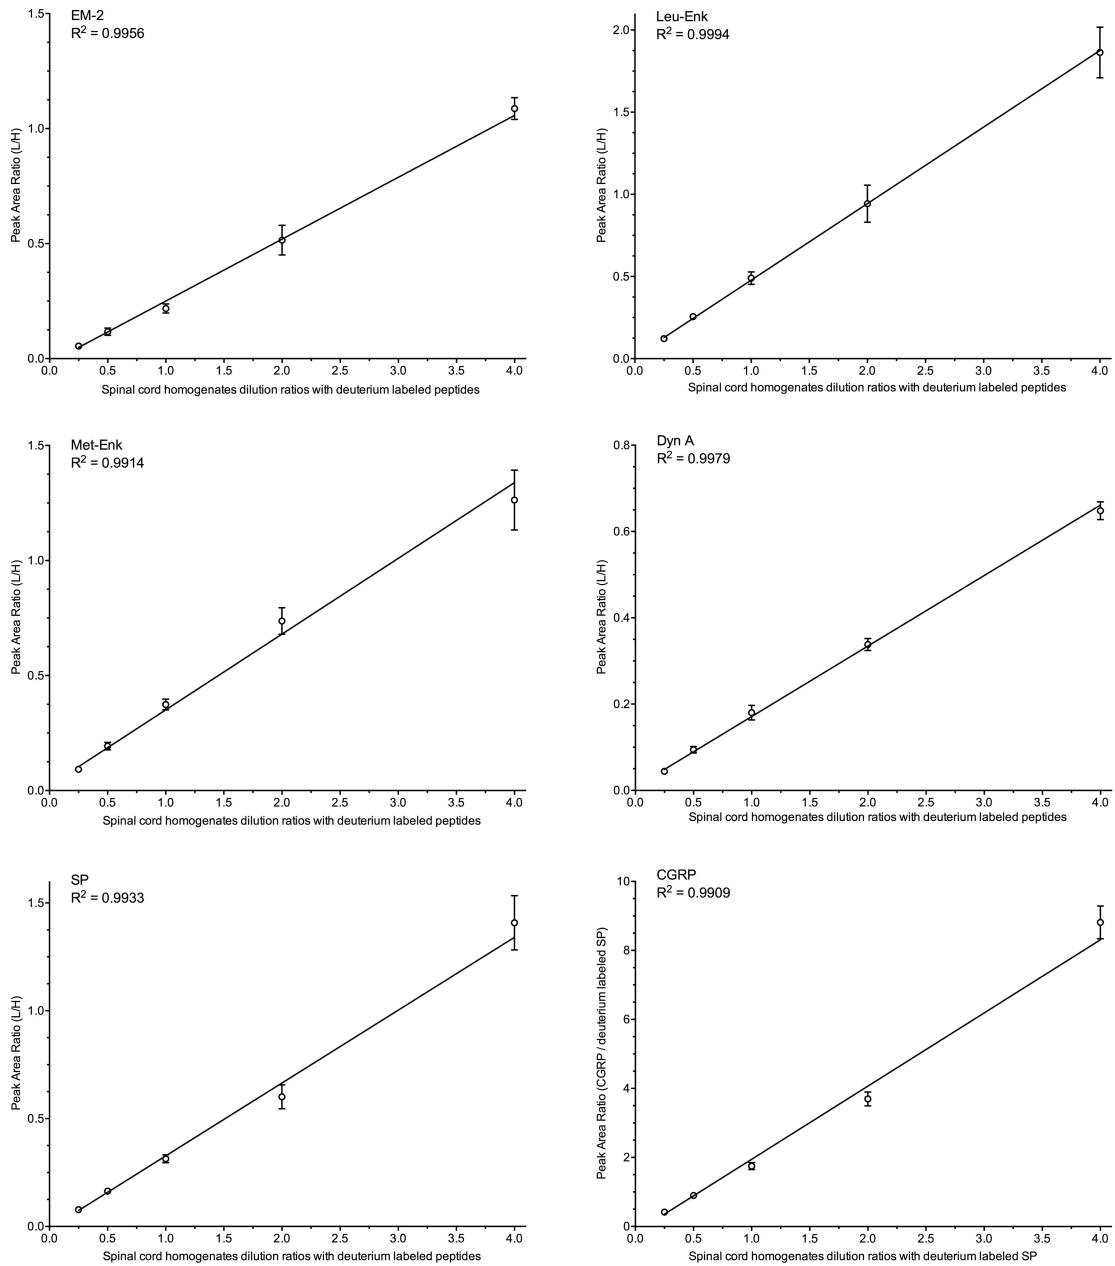 EM-2
R² = 0.9956
Peak Area Ratio (L/H)
1.5
1.0
0.5
0.0
0.0 0.5 1.0 1.5 2.0 2.5 3.0 3.5 4.0
Spinal cord homogenates dilution ratios with deuterium labeled peptides
Leu-Enk
R² = 0.9994
Peak Area Ratio (L/H)
2.0
1.5
1.0
0.5
0.0
0.0 0.5 1.0 1.5 2.0 2.5 3.0 3.5 4.0
Spinal cord homogenates dilution ratios with deuterium labeled peptides
Met-Enk
R² = 0.9914
Peak Area Ratio (L/H)
1.5
1.0
0.5
0.0
0.0 0.5 1.0 1.5 2.0 2.5 3.0 3.5 4.0
Spinal cord homogenates dilution ratios with deuterium labeled peptides
Dyn A
R² = 0.9979
Peak Area Ratio (L/H)
0.8
0.6
0.4
0.2
0.0
0.0 0.5 1.0 1.5 2.0 2.5 3.0 3.5 4.0
Spinal cord homogenates dilution ratios with deuterium labeled peptides
SP
R² = 0.9933
Peak Area Ratio (L/H)
1.5
1.0
0.5
0.0
0.0 0.5 1.0 1.5 2.0 2.5 3.0 3.5 4.0
Spinal cord homogenates dilution ratios with deuterium labeled peptides
CGRP
R² = 0.9909
Peak Area Ratio (CGRP / deuterium labeled SP)
10
8
6
4
2
0
0.0 0.5 1.0 1.5 2.0 2.5 3.0 3.5 4.0
Spinal cord homogenates dilution ratios with deuterium labeled SP